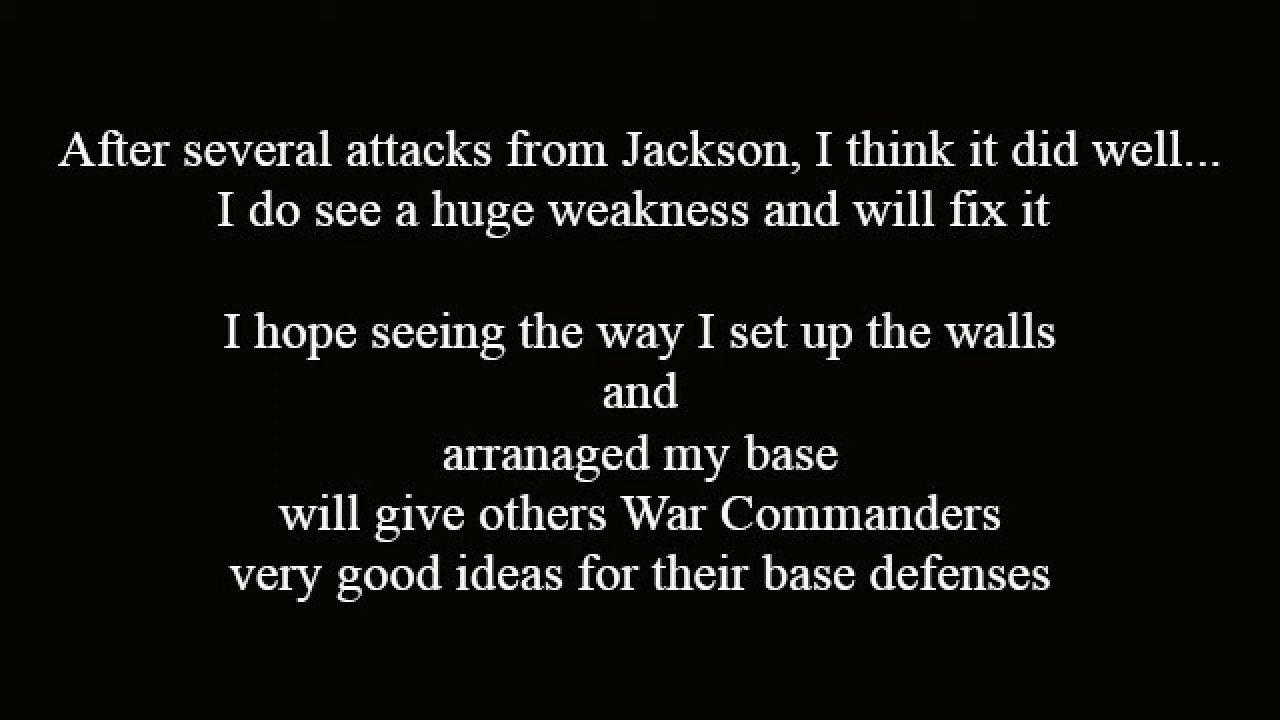 After several attacks from Jackson, I think it did well...
I do see a huge weakness and will fix it
I hope seeing the way I set up the walls
and
arranaged my base
will give others War Commanders
very good ideas for their base defenses